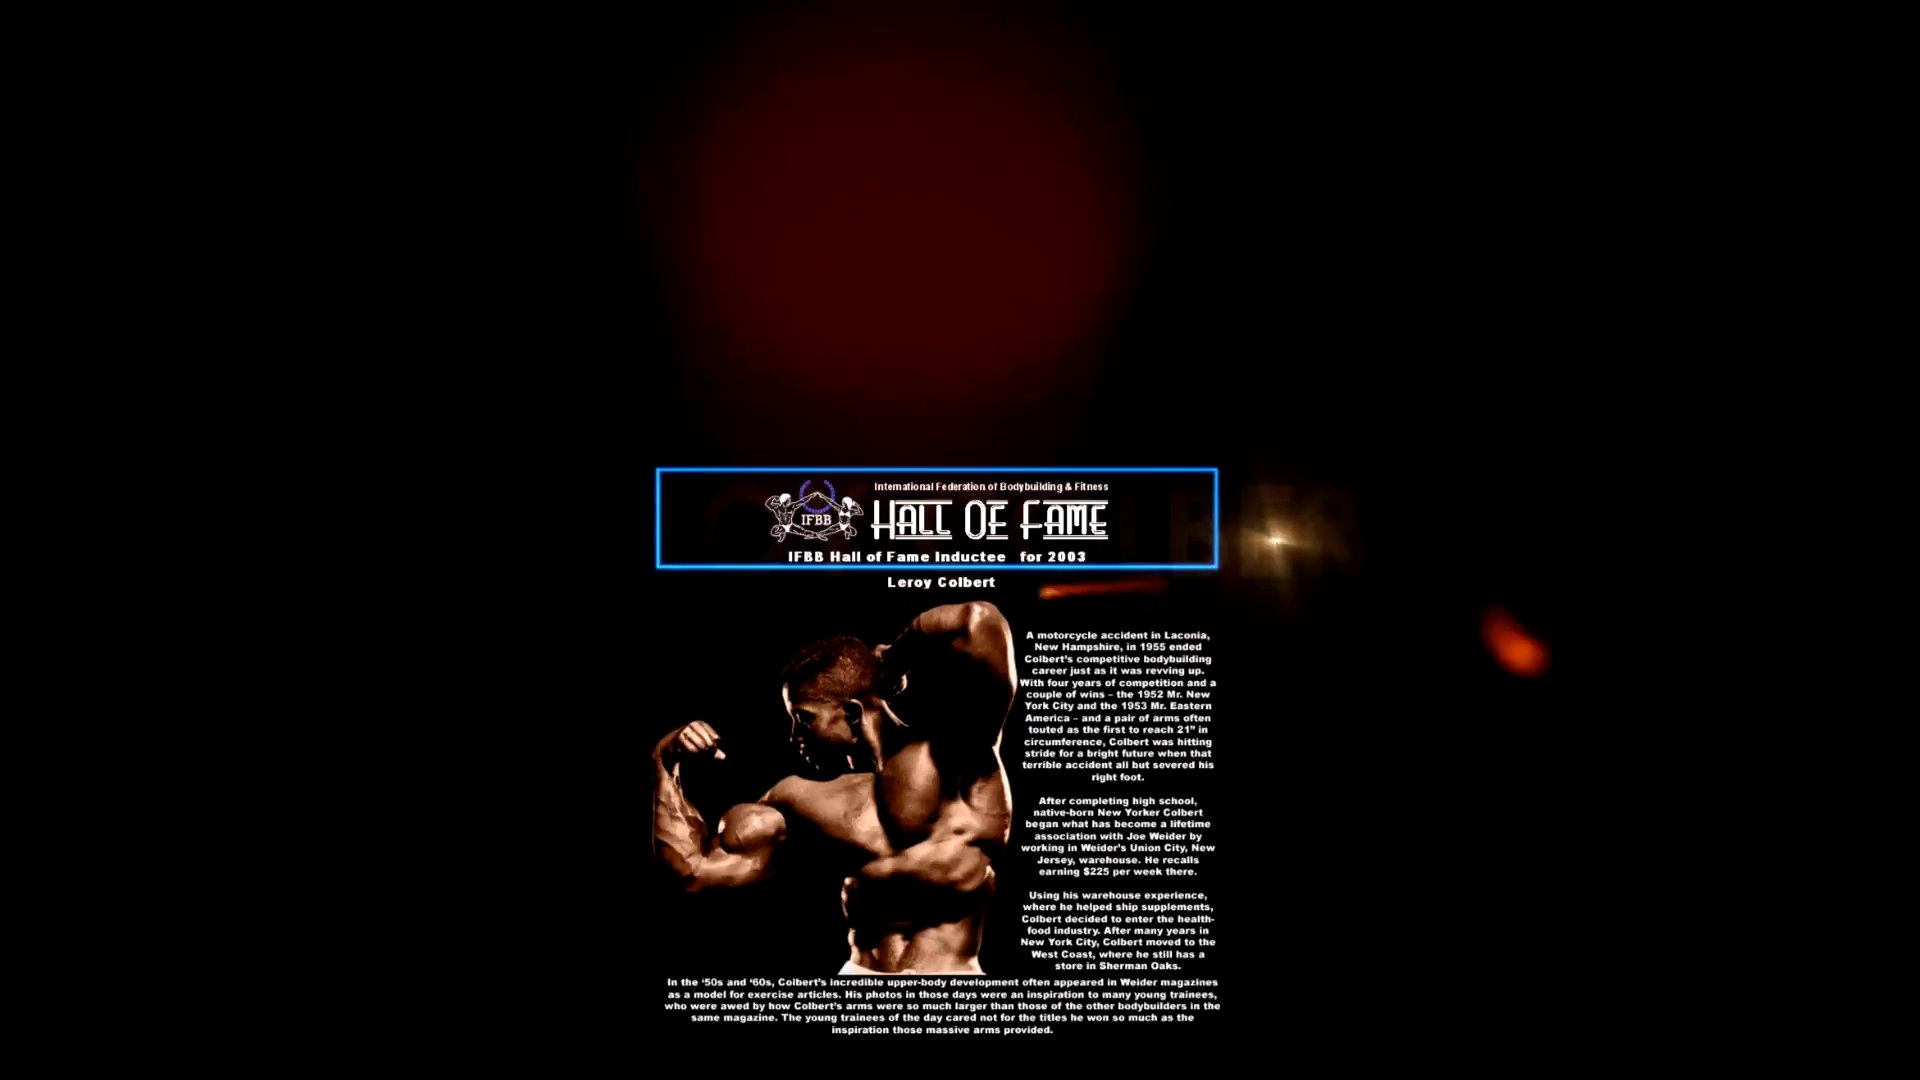 International Federation of Bodybuilding & Fitness
IFBB
HALL OF FAME
IFBB Hall of Fame Inductee for 2003
Leroy Colbert
A motorcycle accident in Laconia,
New Hampshire, in 1955 ended
Colbert's competitive bodybuilding
career just as it was revving up.
With four years of competition and a
couple of wins – the 1952 Mr. New
York City and the 1953 Mr. Eastern
America – and a pair of arms often
touted as the first to reach 21" in
circumference, Colbert was hitting
stride for a bright future when that
terrible accident all but severed his
right foot.
After completing high school,
native-born New Yorker Colbert
began what has become a lifetime
association with Joe Weider by
working in Weider's Union City, New
Jersey, warehouse. He recalls
earning $225 per week there.
Using his warehouse experience,
where he helped ship supplements,
Colbert decided to enter the health-
food industry. After many years in
New York City, Colbert moved to the
West Coast, where he still has a
store in Sherman Oaks.
In the '50s and '60s, Colbert's incredible upper-body development often appeared in Weider magazines
as a model for exercise articles. His photos in those days were an inspiration to many young trainees,
who were awed by how Colbert's arms were so much larger than those of the other bodybuilders in the
same magazine. The young trainees of the day cared not for the titles he won so much as the
inspiration those massive arms provided.